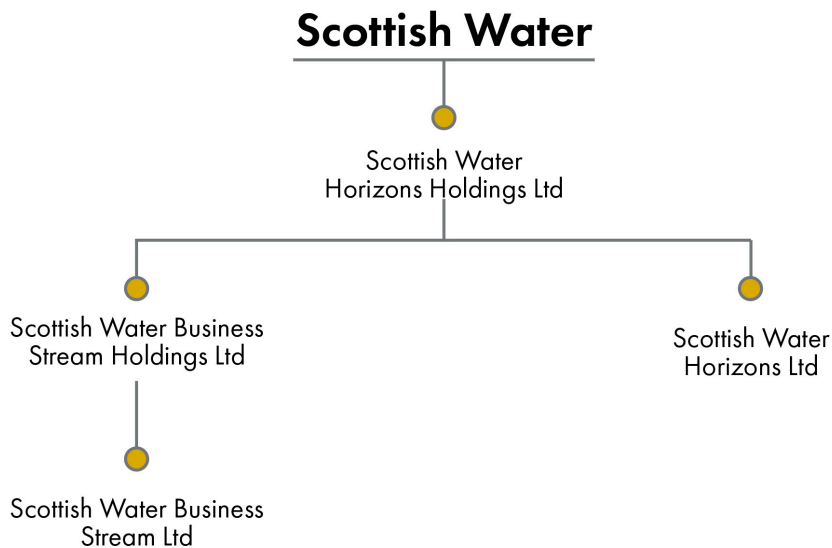 Scottish Water
Scottish Water
Horizons Holdings Ltd
Scottish Water Business
Stream Holdings Ltd
Scottish Water
Horizons Ltd
Scottish Water Business
Stream Ltd